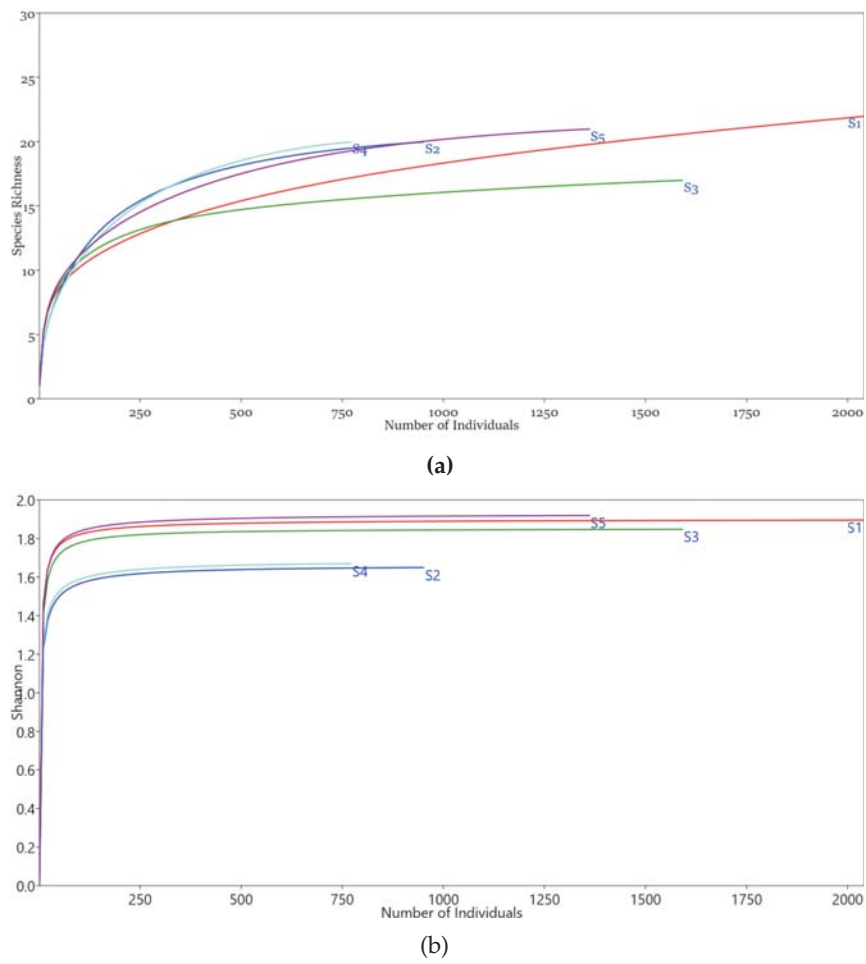 30
25
20
15
10
5
0
Species Richness
S4
S2
S5
S1
S3
250 500 750 1000 1250 1500 1750 2000
Number of Individuals
(a)
2.0
1.8
1.6
1.4
1.2
1.0
0.8
0.6
0.4
0.2
0.0
Shannon
S5
S1
S3
S4
S2
250 500 750 1000 1250 1500 1750 2000
Number of Individuals
(b)